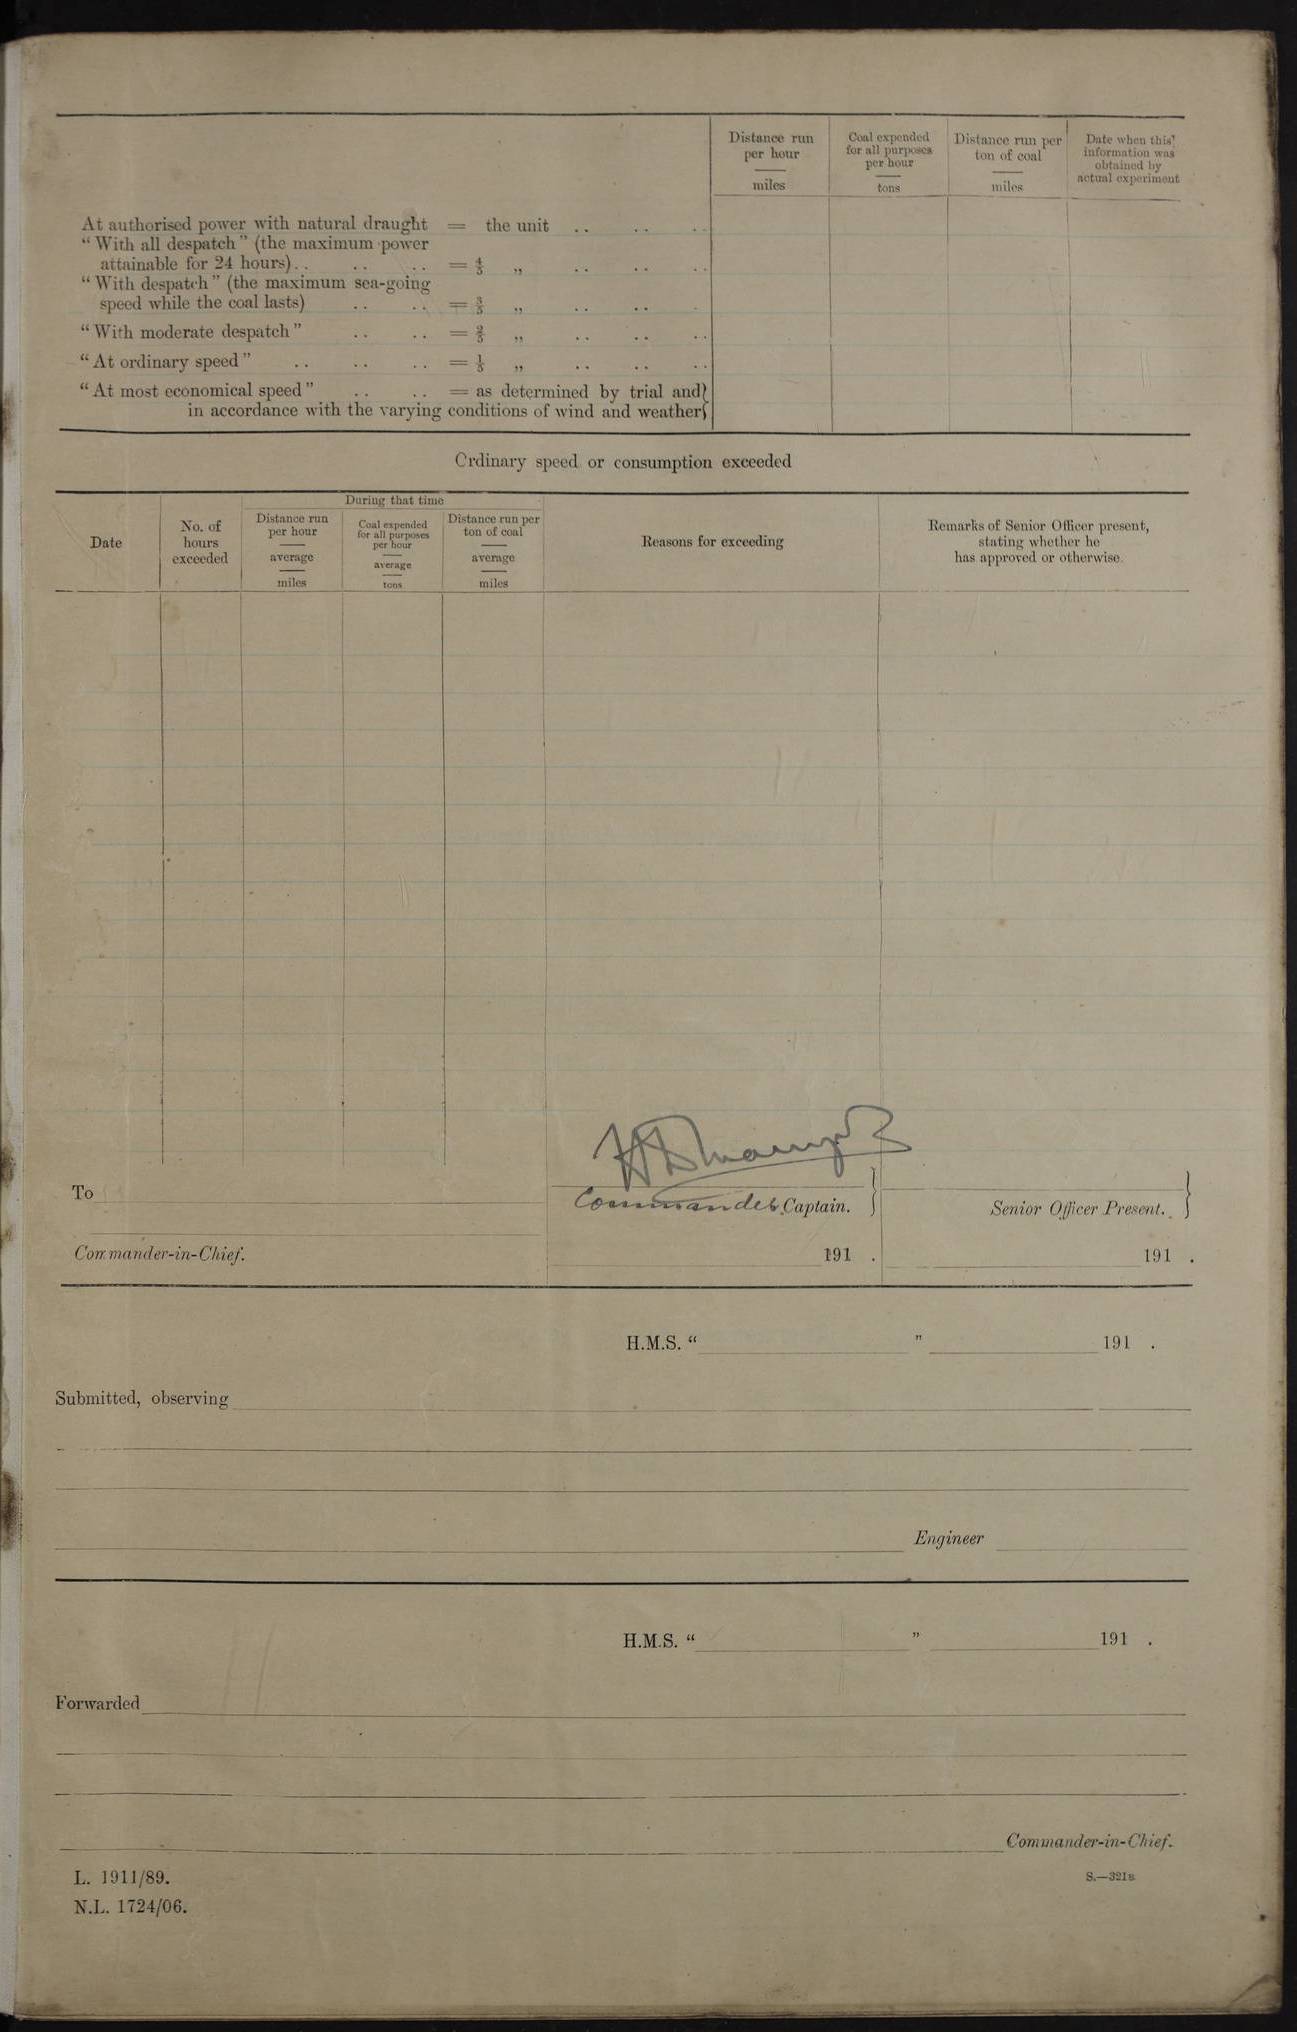 Distance run per hour miles
Coal expended for all purposes per hour tons
Distance run per ton of coal miles
Date when this information was obtained by actual experiment
At authorised power with natural draught = the unit .. .. ..
“With all despatch” (the maximum power
attainable for 24 hours) .. .. .. = 4/5 „ .. .. ..
“With despatch” (the maximum sea-going
speed while the coal lasts) .. .. = 3/5 „ .. .. .
“With moderate despatch” .. .. = 2/5 „ .. .. ..
“At ordinary speed” .. .. .. = 1/5 „ .. .. ..
“At most economical speed” .. .. = as determined by trial and}
in accordance with the varying conditions of wind and weather}
Ordinary speed or consumption exceeded
Date
No. of hours exceeded
During that time
Distance run per hour average miles
Coal expended for all purposes per hour average tons
Distance run per ton of coal average miles
Reasons for exceeding
Remarks of Senior Officer present, stating whether he has approved or otherwise.
To
Commander Captain. }
Senior Officer Present. }
Commander-in-Chief.
191 .
191 .
H.M.S. “ ” 191 .
Submitted, observing
Engineer
H.M.S. “ ” 191 .
Forwarded
Commander-in-Chief.
L. 1911/89.
S.—321B
N.L. 1724/06.